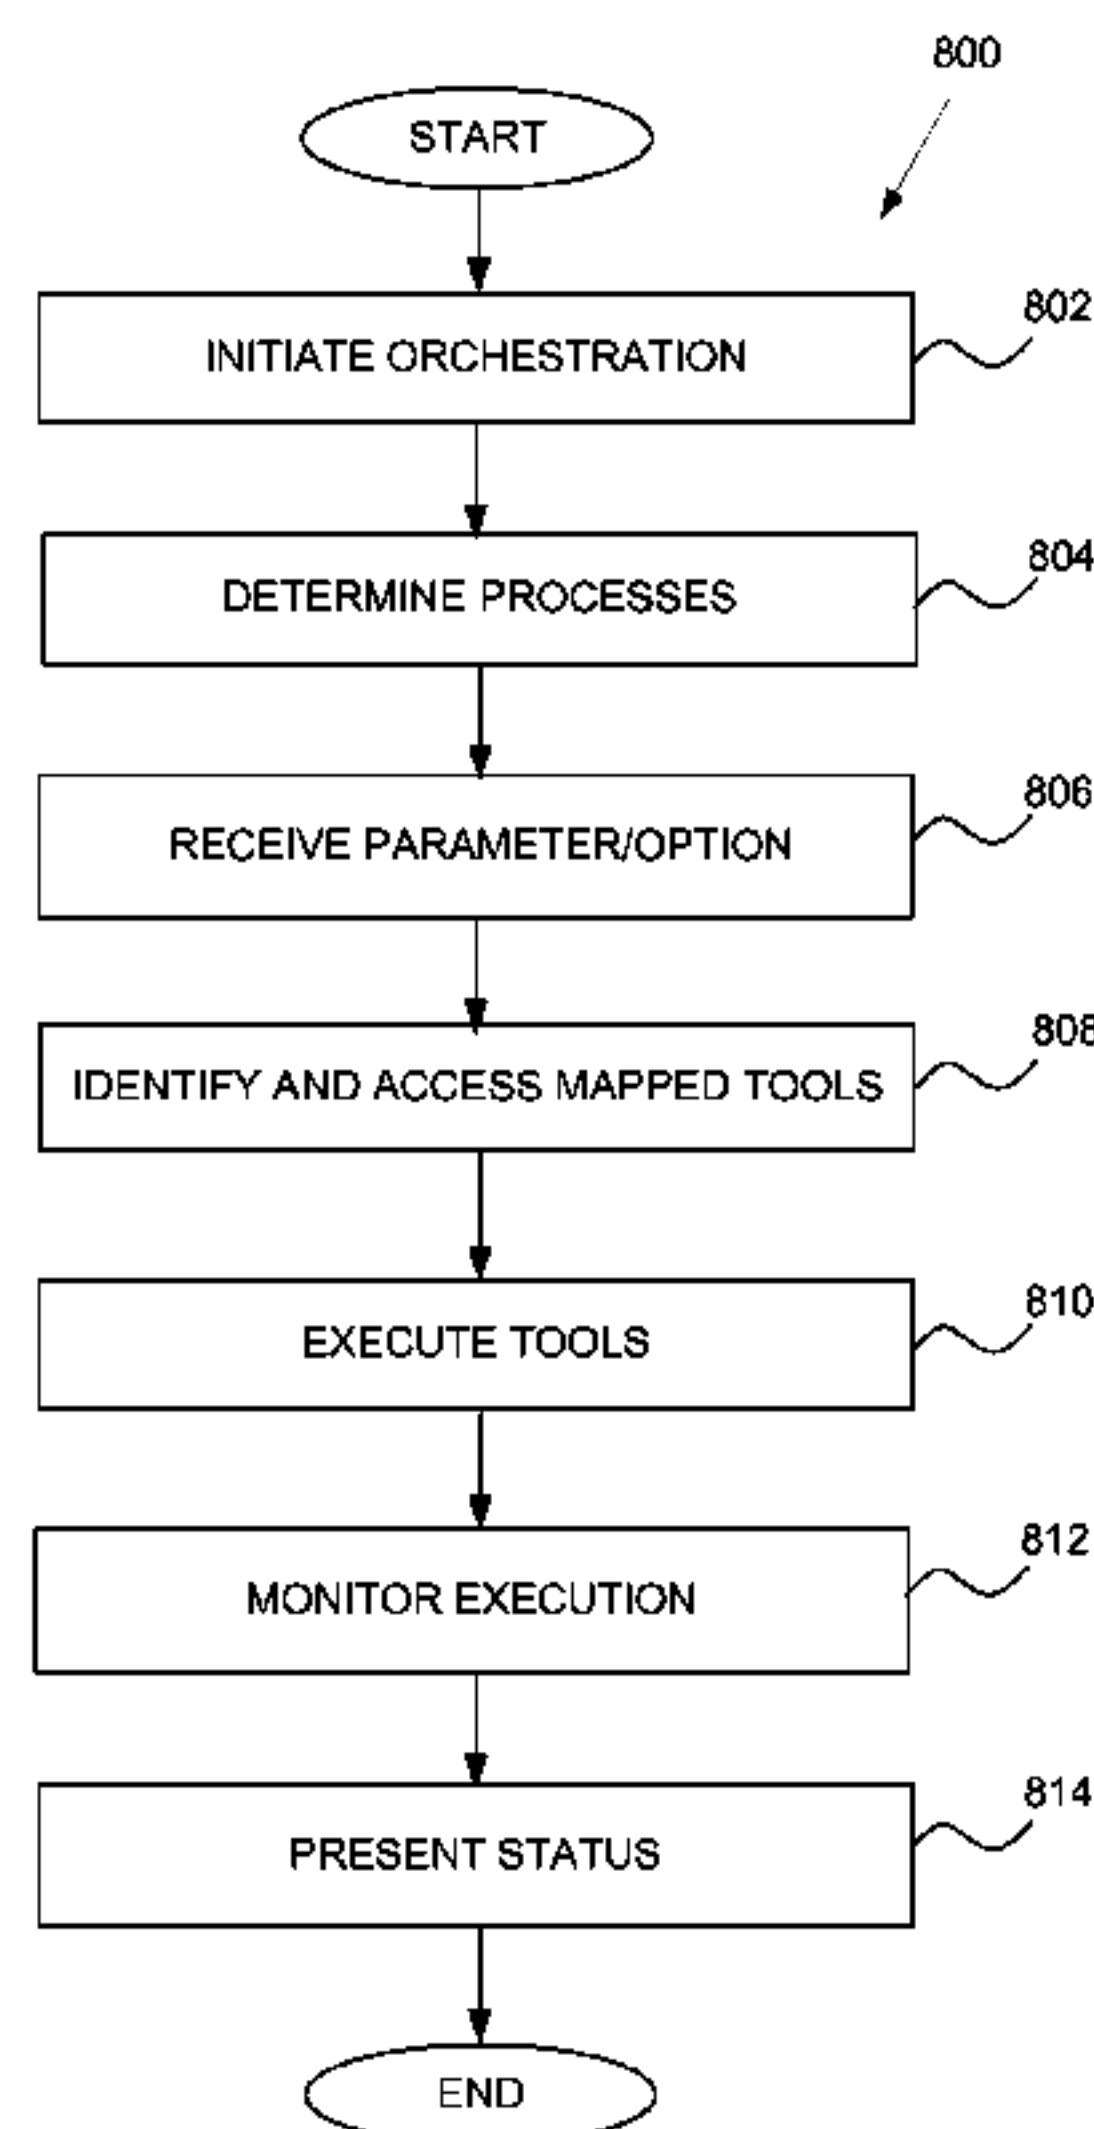 800
START
INITIATE ORCHESTRATION
802
DETERMINE PROCESSES
804
RECEIVE PARAMETER/OPTION
806
IDENTIFY AND ACCESS MAPPED TOOLS
808
EXECUTE TOOLS
810
MONITOR EXECUTION
812
PRESENT STATUS
814
END